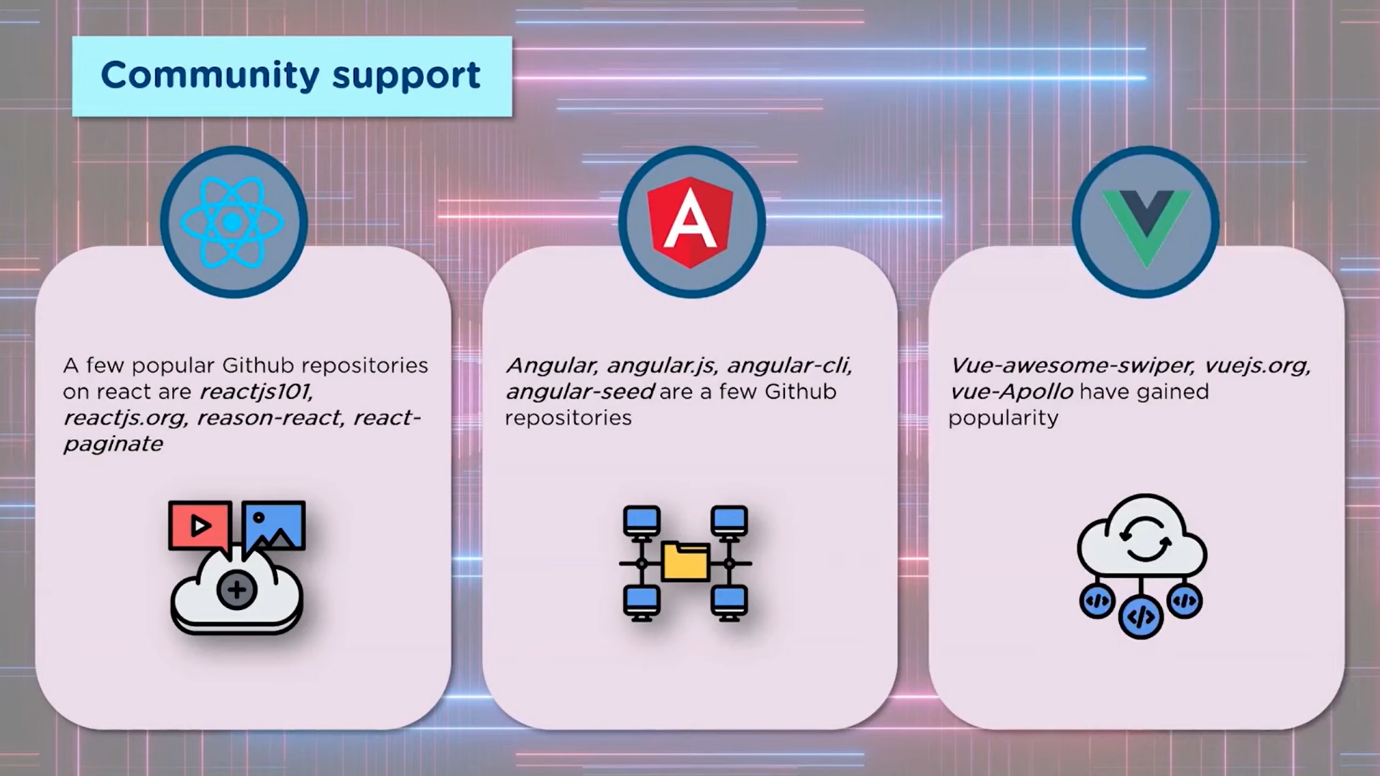 Community support
A few popular Github repositories
on react are reactjs101,
reactjs.org, reason-react, react-
paginate
A
Angular, angular.js, angular-cli,
angular-seed are a few Github
repositories
Vue-awesome-swiper, vuejs.org,
vue-Apollo have gained
popularity